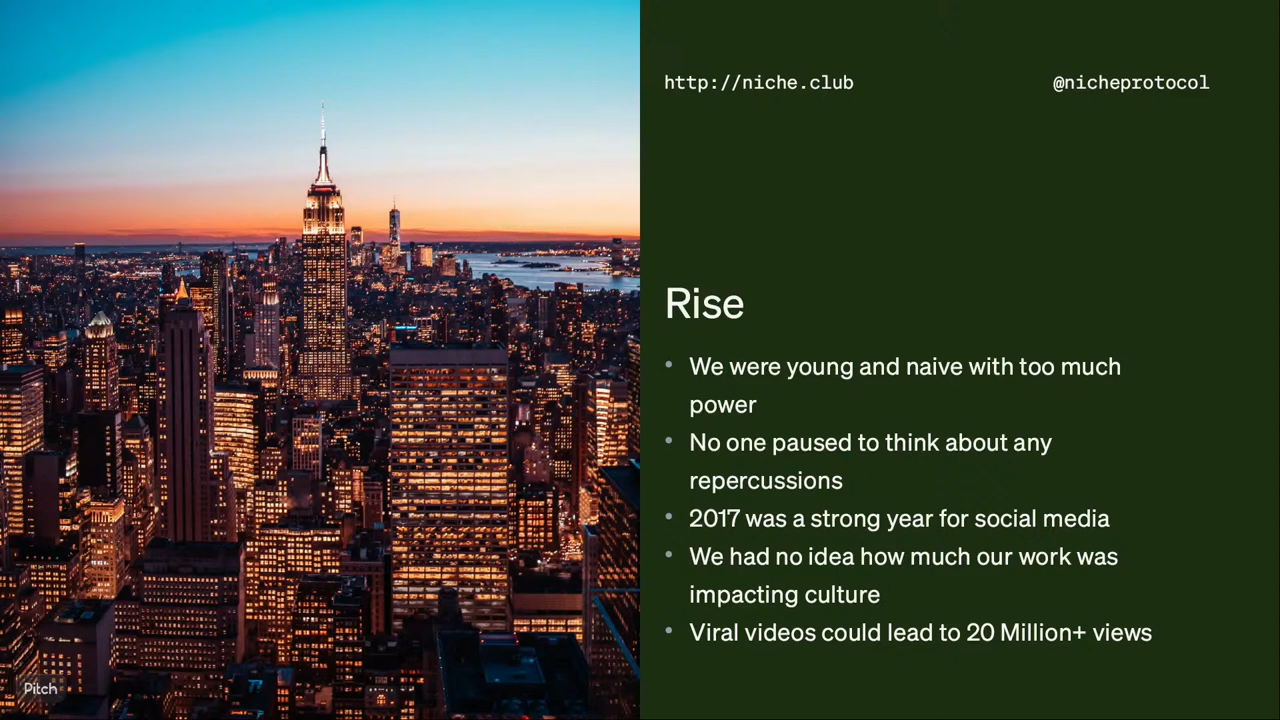 http://niche.club
@nicheprotocol
Rise
• We were young and naive with too much
power
• No one paused to think about any
repercussions
• 2017 was a strong year for social media
• We had no idea how much our work was
impacting culture
• Viral videos could lead to 20 Million+ views
Pitch